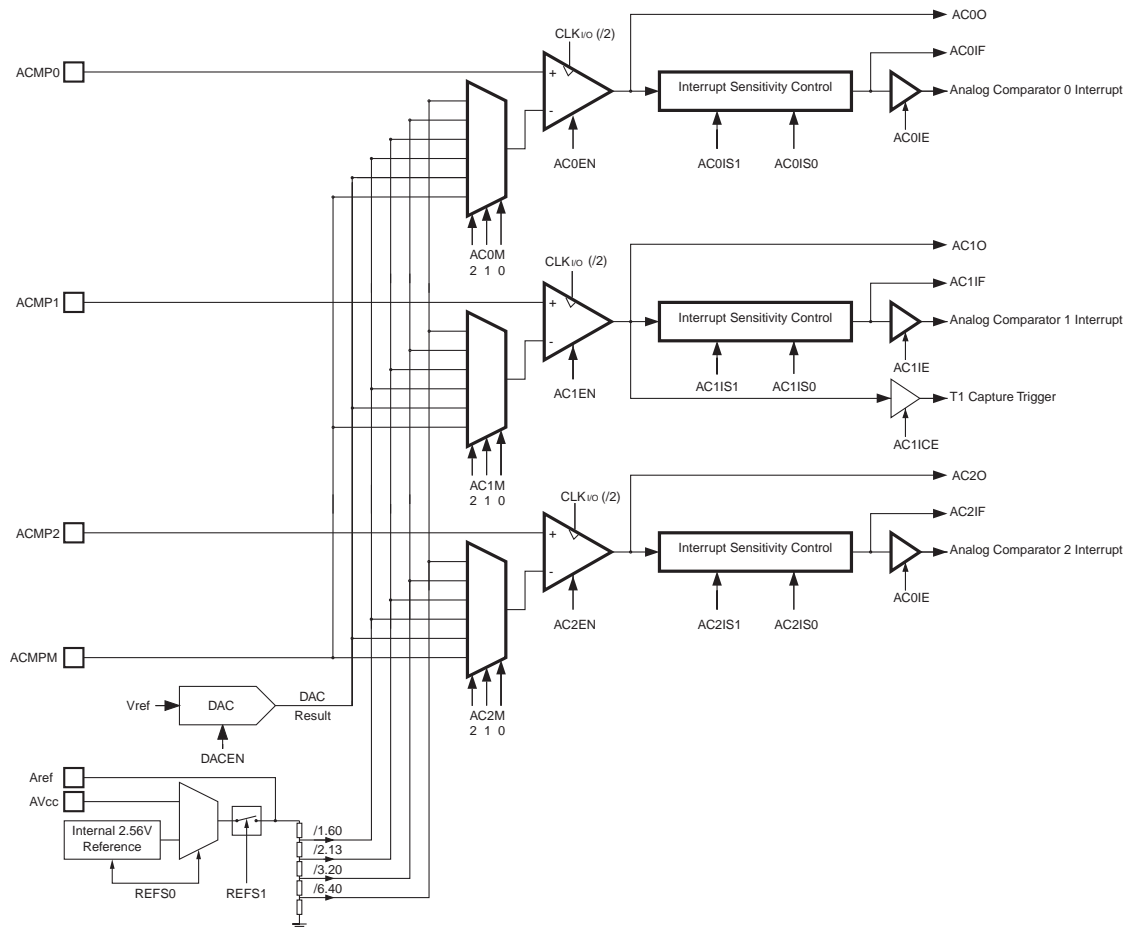 AC0O
CLKI/O (/2)
AC0IF
ACMP0
+
-
Interrupt Sensitivity Control
Analog Comparator 0 Interrupt
AC0IE
AC0EN
AC0IS1
AC0IS0
AC0M
2 1 0
AC1O
CLKI/O (/2)
AC1IF
ACMP1
+
-
Interrupt Sensitivity Control
Analog Comparator 1 Interrupt
AC1IE
AC1EN
AC1IS1
AC1IS0
T1 Capture Trigger
AC1ICE
AC1M
2 1 0
AC2O
CLKI/O (/2)
AC2IF
ACMP2
+
-
Interrupt Sensitivity Control
Analog Comparator 2 Interrupt
AC0IE
AC2EN
AC2IS1
AC2IS0
ACMPM
AC2M
2 1 0
Vref
DAC
DAC
Result
DACEN
Aref
AVcc
Internal 2.56V
Reference
REFS0
REFS1
/1.60
/2.13
/3.20
/6.40